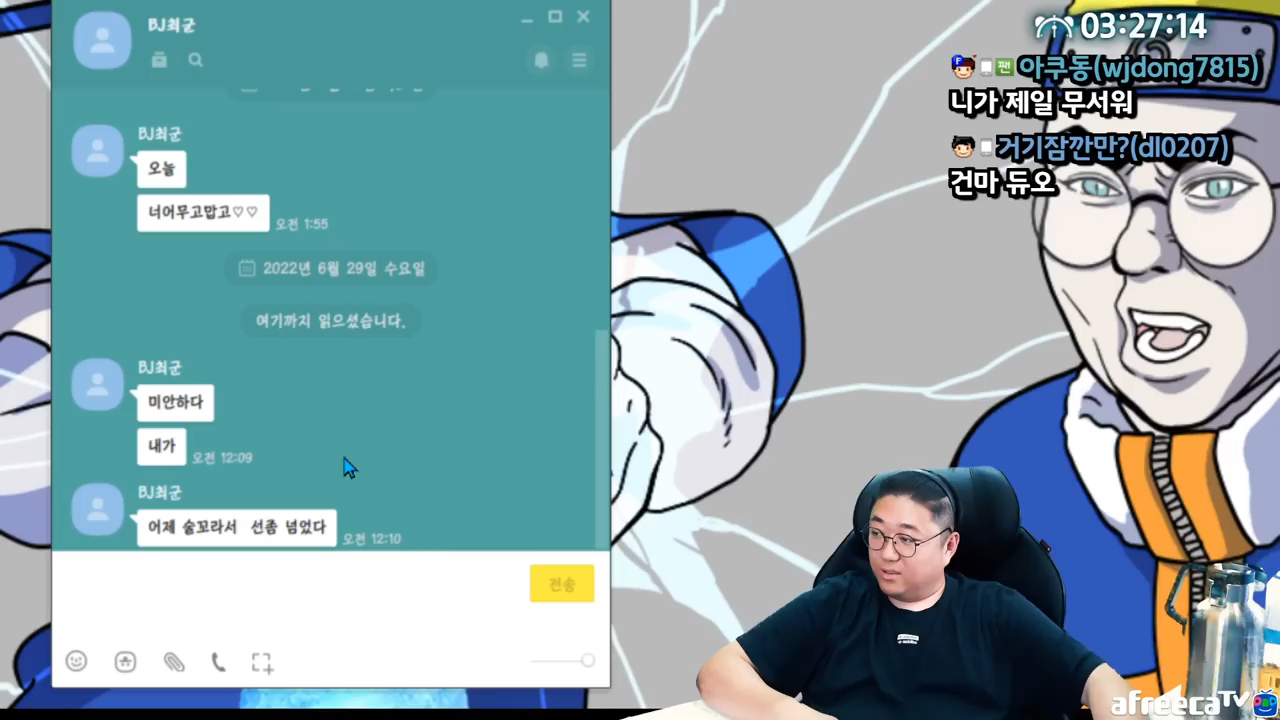 BJ최군
BJ최군
오늘
너어무고맙고♡♡
오전 1:55
2022년 6월 29일 수요일
여기까지 읽으셨습니다.
BJ최군
미안하다
내가
오전 12:09
BJ최군
어제 술꼬라서 선좀 넘었다
오전 12:10
전송
03:27:14
팬 아쿠동(wjdong7815)
니가 제일 무서워
거기잠깐만?(dl0207)
건마 듀오
afreecaTV